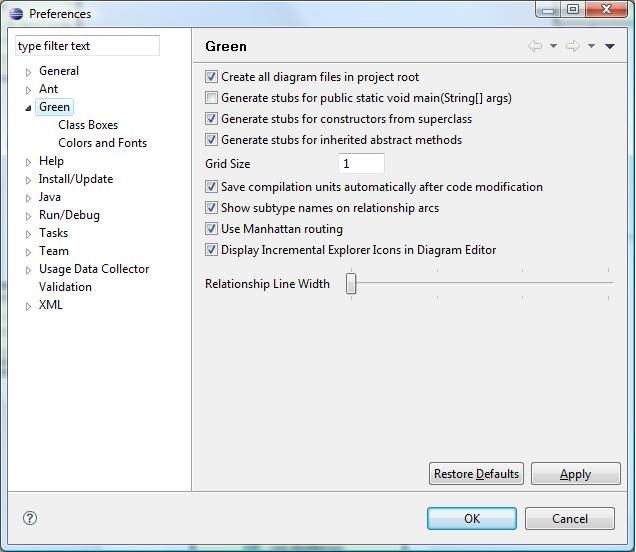 Preferences
type filter text
General
Ant
Green
Class Boxes
Colors and Fonts
Help
Install/Update
Java
Run/Debug
Tasks
Team
Usage Data Collector
Validation
XML
Green
Create all diagram files in project root
Generate stubs for public static void main(String[] args)
Generate stubs for constructors from superclass
Generate stubs for inherited abstract methods
Grid Size 1
Save compilation units automatically after code modification
Show subtype names on relationship arcs
Use Manhattan routing
Display Incremental Explorer Icons in Diagram Editor
Relationship Line Width
Restore Defaults Apply
? OK Cancel